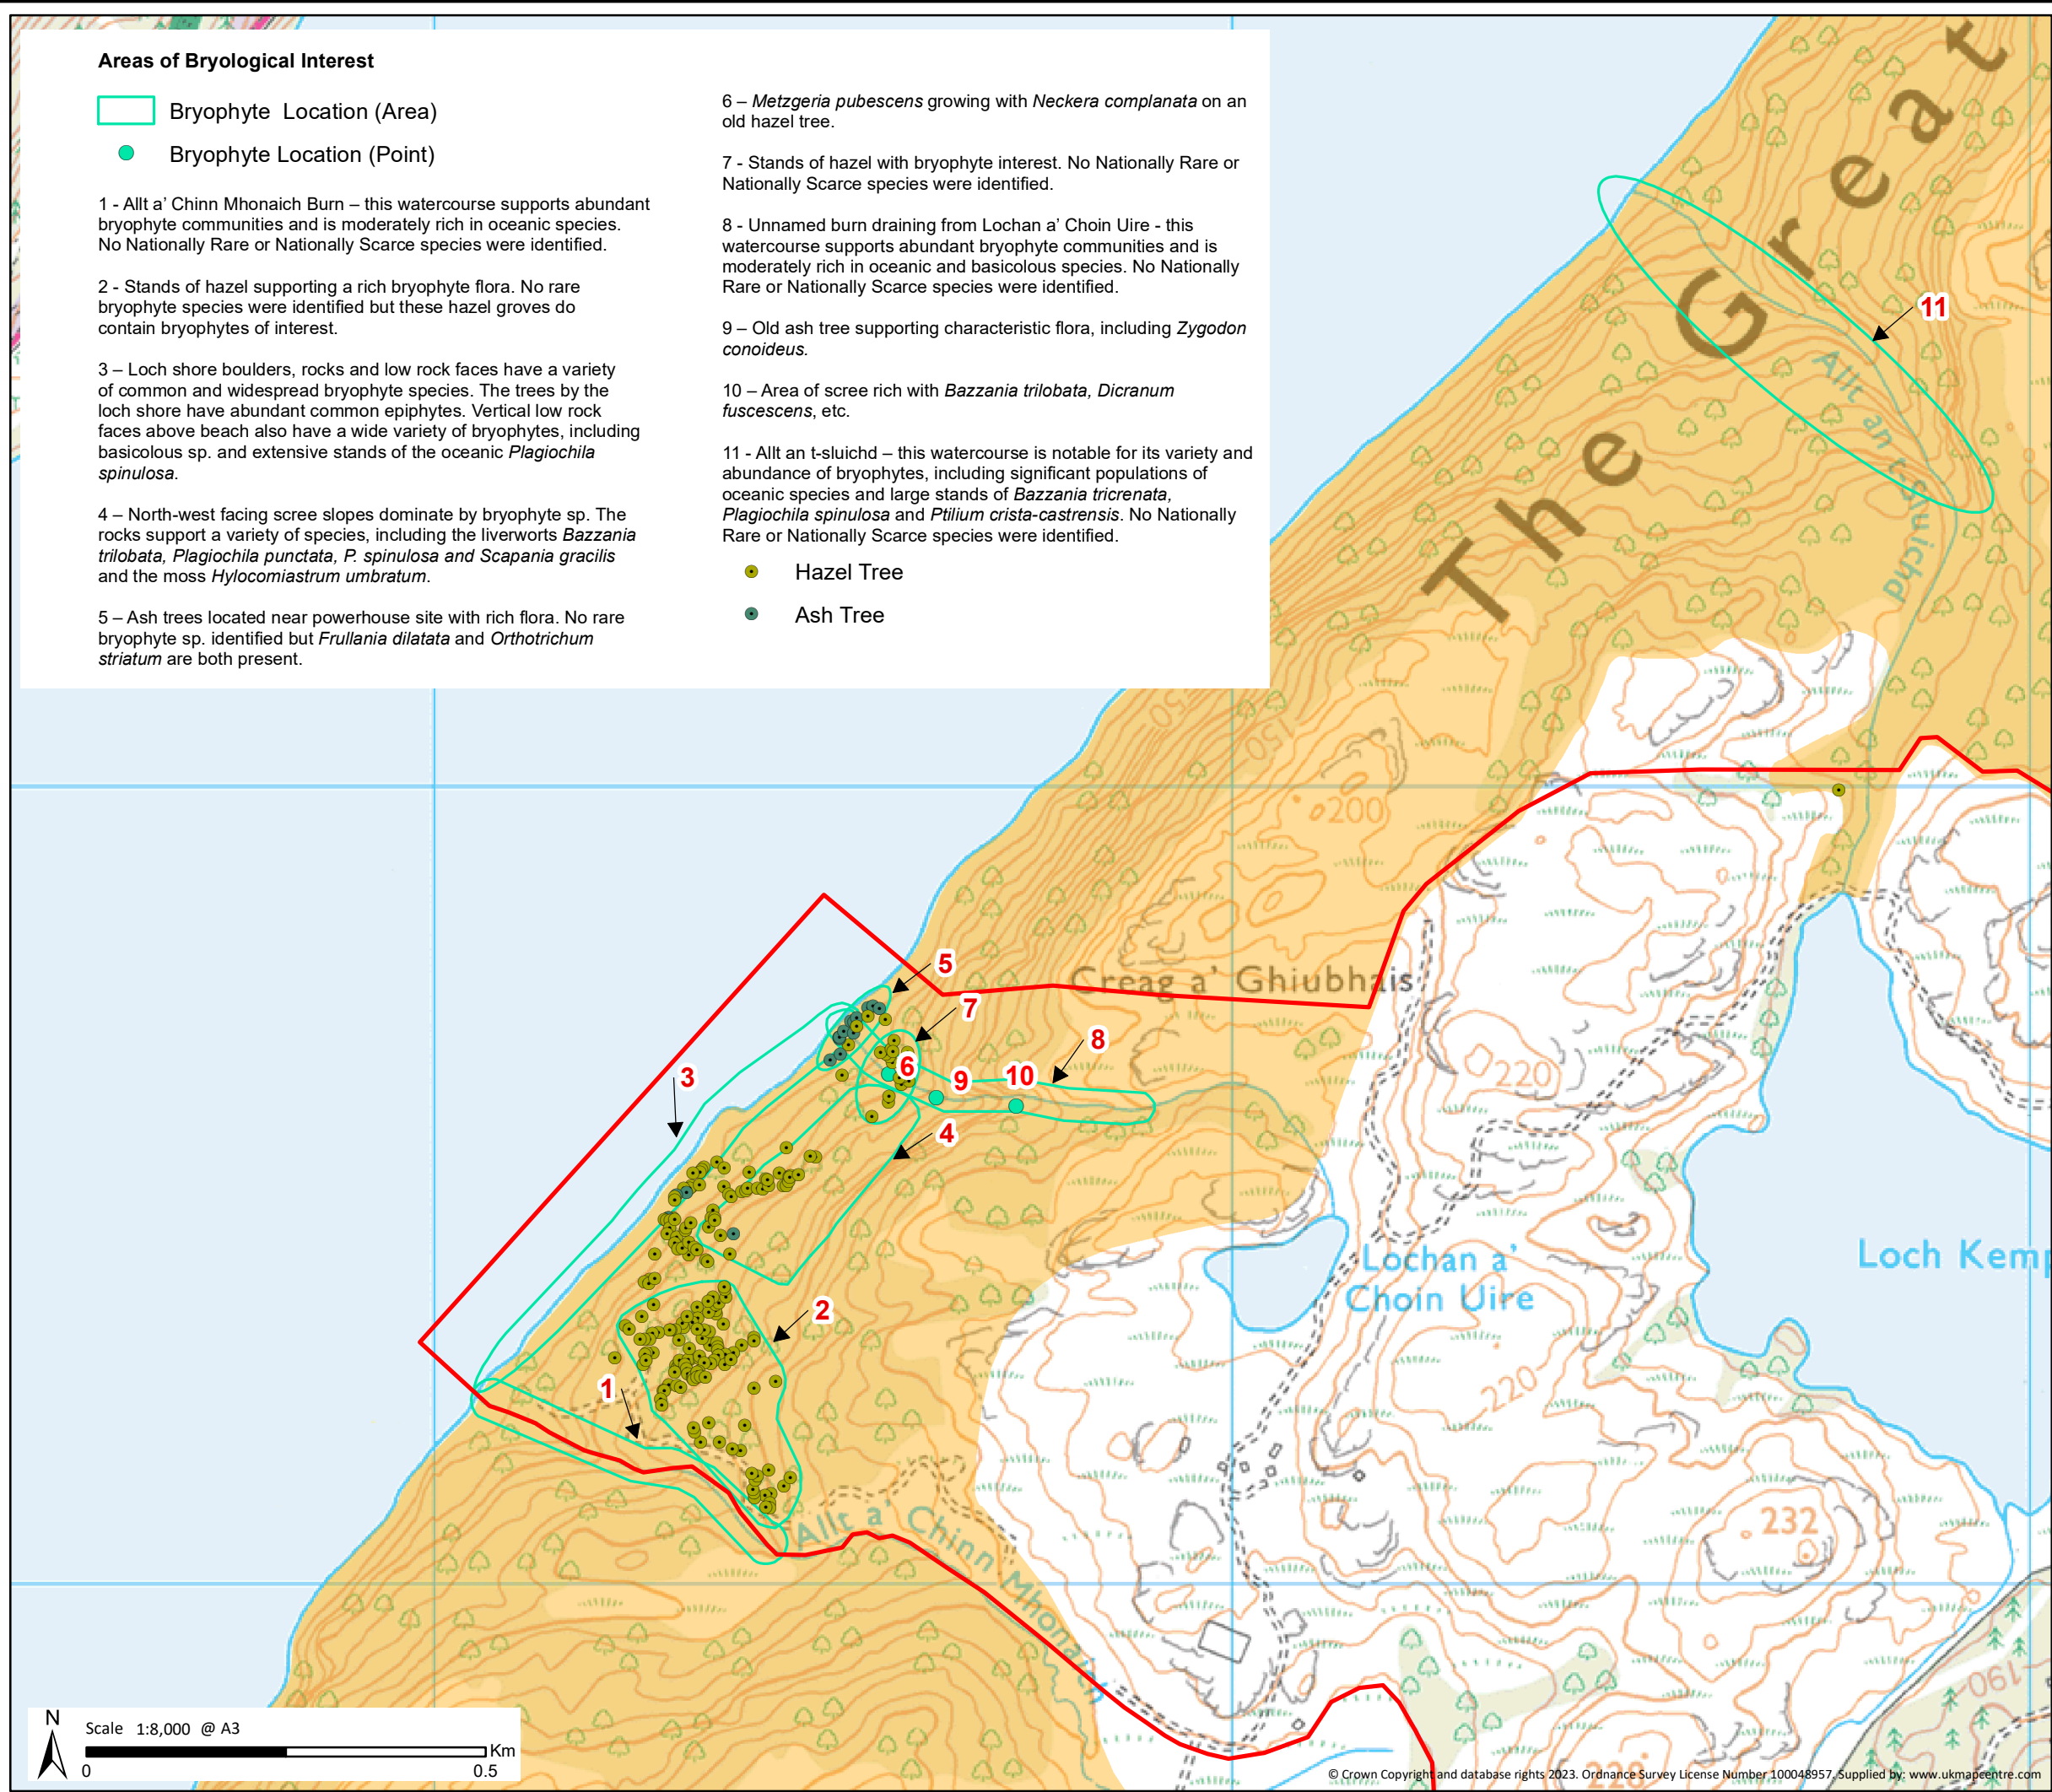 Areas of Bryological Interest
Bryophyte Location (Area)
Bryophyte Location (Point)
1 - Allt a' Chinn Mhonaich Burn – this watercourse supports abundant
bryophyte communities and is moderately rich in oceanic species.
No Nationally Rare or Nationally Scarce species were identified.
2 - Stands of hazel supporting a rich bryophyte flora. No rare
bryophyte species were identified but these hazel groves do
contain bryophytes of interest.
3 – Loch shore boulders, rocks and low rock faces have a variety
of common and widespread bryophyte species. The trees by the
loch shore have abundant common epiphytes. Vertical low rock
faces above beach also have a wide variety of bryophytes, including
basicolous sp. and extensive stands of the oceanic Plagiochila
spinulosa.
4 – North-west facing scree slopes dominate by bryophyte sp. The
rocks support a variety of species, including the liverworts Bazzania
trilobata, Plagiochila punctata, P. spinulosa and Scapania gracilis
and the moss Hylocomiastrum umbratum.
5 – Ash trees located near powerhouse site with rich flora. No rare
bryophyte sp. identified but Frullania dilatata and Orthotrichum
striatum are both present.
6 – Metzgeria pubescens growing with Neckera complanata on an
old hazel tree.
7 - Stands of hazel with bryophyte interest. No Nationally Rare or
Nationally Scarce species were identified.
8 - Unnamed burn draining from Lochan a' Choin Uire - this
watercourse supports abundant bryophyte communities and is
moderately rich in oceanic and basicolous species. No Nationally
Rare or Nationally Scarce species were identified.
9 – Old ash tree supporting characteristic flora, including Zygodon
conoideus.
10 – Area of scree rich with Bazzania trilobata, Dicranum
fuscescens, etc.
11 - Allt an t-sluichd – this watercourse is notable for its variety and
abundance of bryophytes, including significant populations of
oceanic species and large stands of Bazzania tricrenata,
Plagiochila spinulosa and Ptilium crista-castrensis. No Nationally
Rare or Nationally Scarce species were identified.
Hazel Tree
Ash Tree
The Great
11
Allt an t-sluichd
50
150
200
Creag a' Ghiubhais
5
7
8
3
6
9
10
4
220
Lochan a'
Choin Uire
Loch Kemp
2
1
220
232
Allt a' Chinn Mhonaich
190
N
Scale 1:8,000 @ A3
Km
0
0.5
© Crown Copyright and database rights 2023. Ordnance Survey License Number 100048957. Supplied by: www.ukmapcentre.com